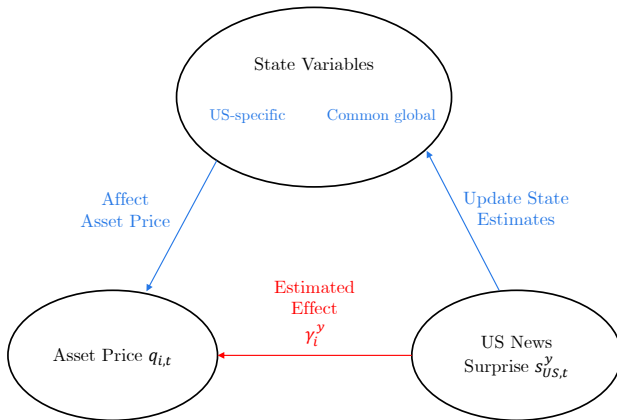 State Variables
US-specific Common global
Affect
Asset Price
Update State
Estimates
Estimated
Effect
γ_i^y
Asset Price q_{i,t}
US News
Surprise s_{US,t}^y